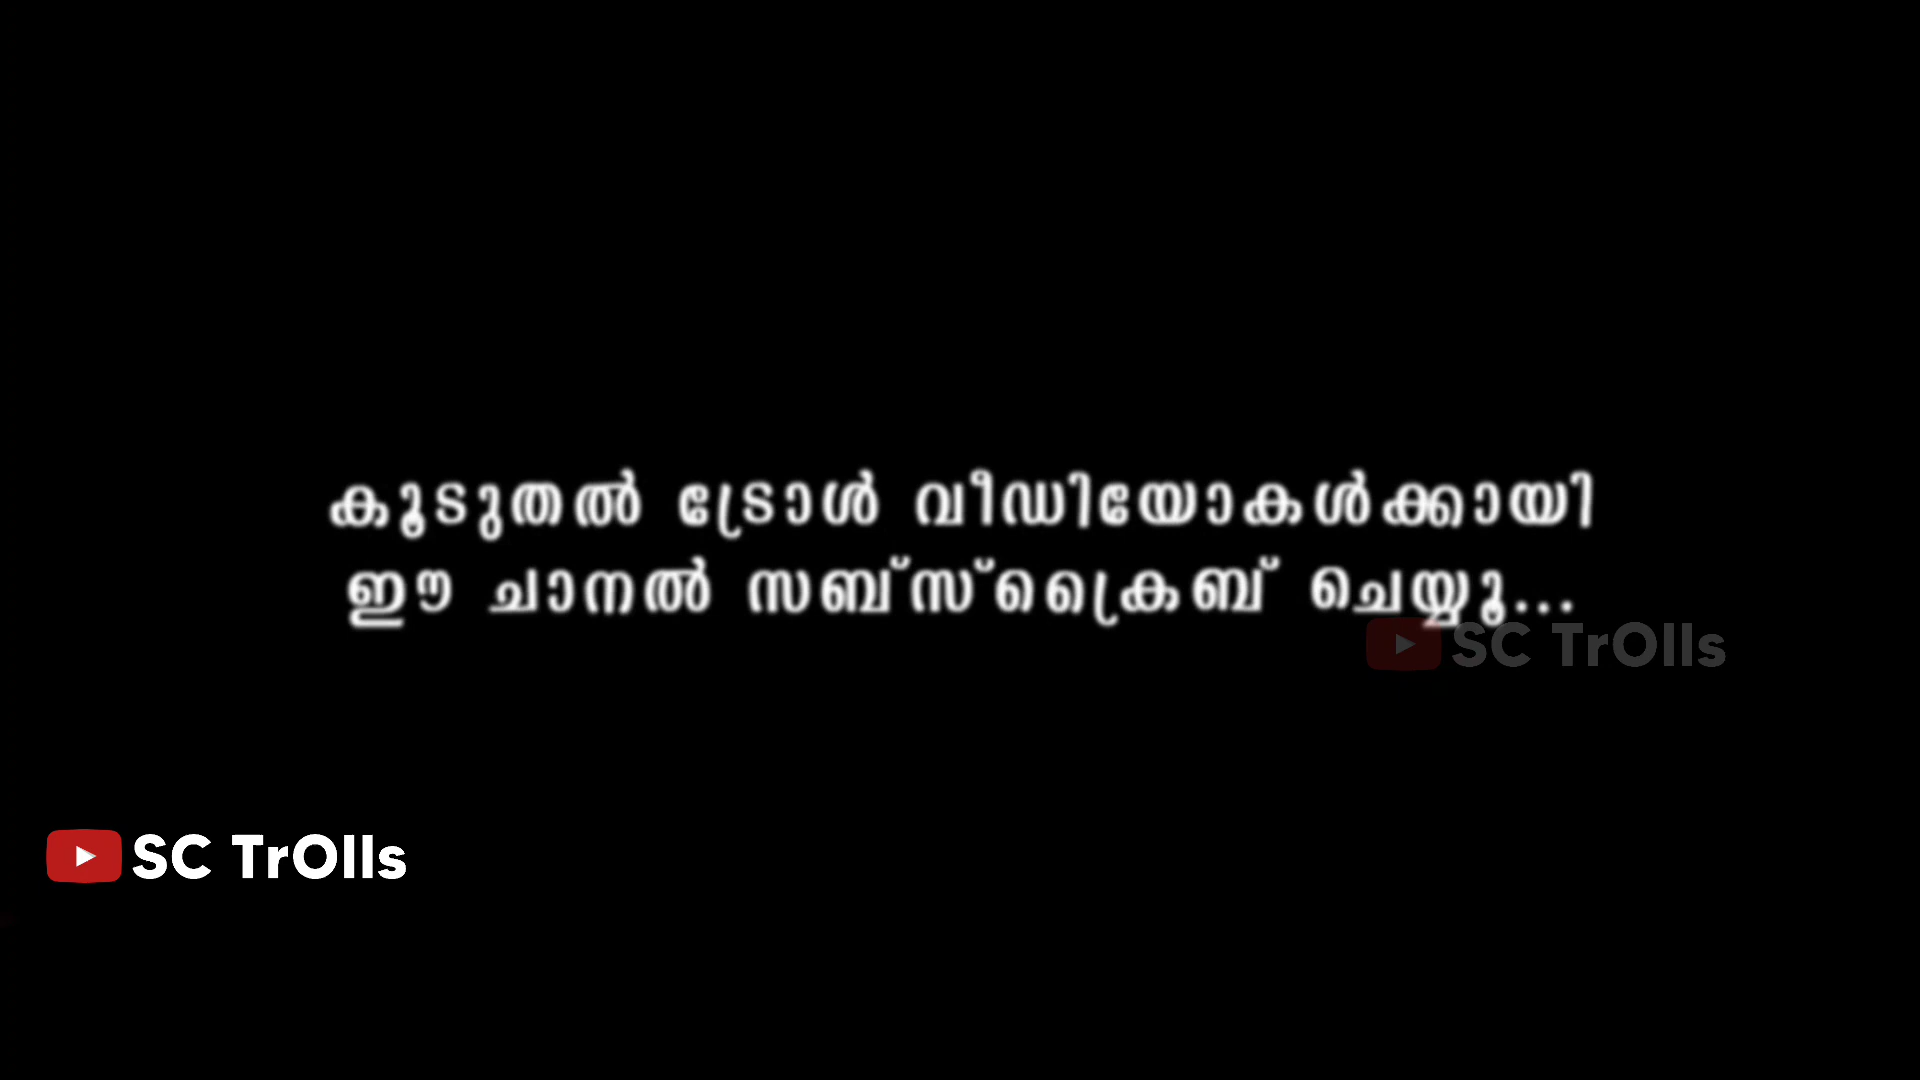 കൂടുതൽ ട്രോൾ വീഡിയോകൾക്കായി
ഈ ചാനൽ സബ്സ്ക്രൈബ് ചെയ്യൂ...
SC TrOlls
SC TrOlls